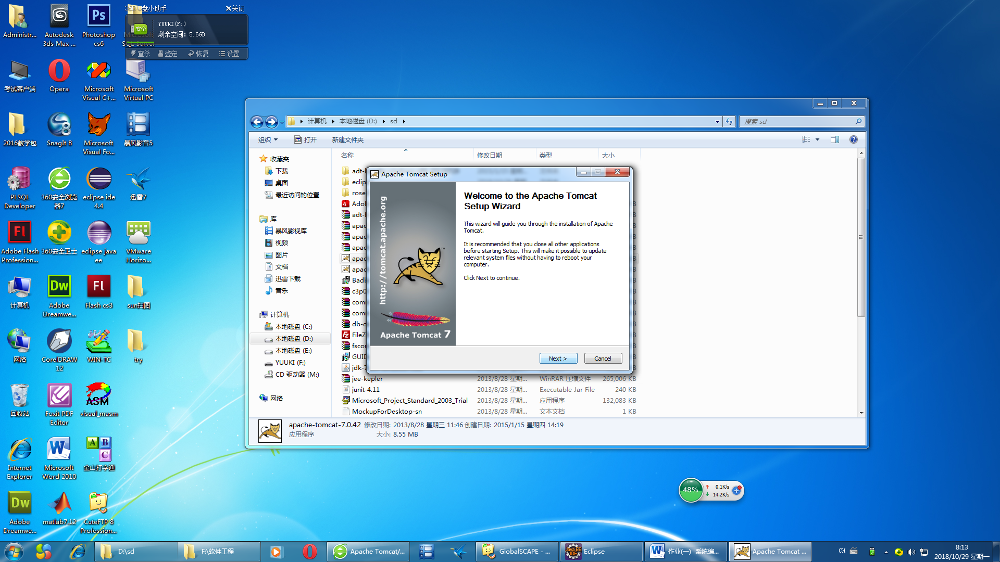 360 U盘小助手
关闭
安全
YUUKI(F:)
剩余空间: 5.6GB
查杀 鉴定 恢复 设置
Administr...
Autodesk
3ds Max ...
Photoshop
cs6
考试客户端
Opera
Microsoft
Visual C+...
Microsoft
Virtual PC
2016教学包
SnagIt 8
Microsoft
Visual Fo...
暴风影音5
PLSQL
Developer
360安全浏览
器7
eclipse ide
4.4
迅雷7
Adobe Flash
Profession...
360安全卫士
eclipse java
ee
VMware
Horizo...
计算机
Adobe
Dreamwe...
Flash cs3
sun扫图
网络
CorelDRAW
12
WIN-TC
try
回收站
Foxit PDF
Editor
visual_masm
Internet
Explorer
Microsoft
Word 2010
金山打字通
Adobe
Dreamwe...
matlab7.12
CuteFTP 8
Profession...
计算机 本地磁盘 (D:) sd
搜索 sd
组织 打开 新建文件夹
名称 修改日期 类型 大小
收藏夹
下载
桌面
最近访问的位置
库
暴风影视库
视频
图片
文档
迅雷下载
音乐
计算机
本地磁盘 (C:)
本地磁盘 (D:)
本地磁盘 (E:)
YUUKI (F:)
CD 驱动器 (M:)
网络
jee-kepler 2013/8/28 星期... WinRAR 压缩文件 265,006 KB
junit-4.11 2013/8/28 星期... Executable Jar File 240 KB
Microsoft_Project_Standard_2003_Trial 2013/8/28 星期... 应用程序 132,083 KB
MockupForDesktop-sn 2013/8/28 星期... 文本文档 1 KB
apache-tomcat-7.0.42 修改日期: 2013/8/28 星期三 11:46 创建日期: 2015/1/15 星期四 14:19
应用程序 大小: 8.55 MB
Apache Tomcat Setup
http://tomcat.apache.org
Apache Tomcat 7
Welcome to the Apache Tomcat
Setup Wizard
This wizard will guide you through the installation of Apache
Tomcat.
It is recommended that you close all other applications
before starting Setup. This will make it possible to update
relevant system files without having to reboot your
computer.
Click Next to continue.
Next >
Cancel
48%
0.1K/s
14.2K/s
D:\sd
F:\软件工程
Apache Tomcat/...
GlobalSCAPE - ...
Eclipse
作业(一) 系统编...
Apache Tomcat ...
CH
8:13
2018/10/29 星期一